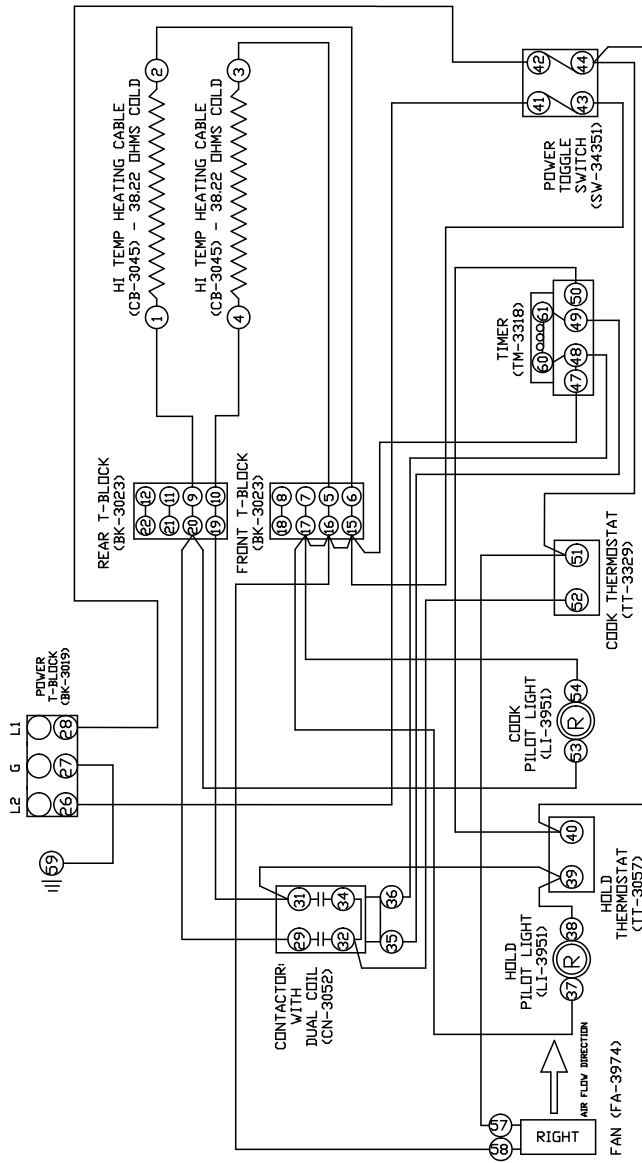 HI TEMP HEATING CABLE
(CB-3045) - 38.22 OHMS COLD
1
2
HI TEMP HEATING CABLE
(CB-3045) - 38.22 OHMS COLD
4
3
42
44
41
43
POWER
TOGGLE
SWITCH
(SW-34351)
TIMER
(TM-3318)
60
61
47
48
49
50
REAR T-BLOCK
(BK-3023)
22
12
21
11
20
9
19
10
FRONT T-BLOCK
(BK-3023)
18
8
17
7
16
5
15
6
COOK THERMOSTAT
(TT-3329)
52
51
POWER
T-BLOCK
(BK-3019)
L2
G
L1
26
27
28
59
COOK
PILOT LIGHT
(LI-3951)
53
R
54
CONTACTOR
WITH
DUAL COIL
(CN-3052)
29
31
32
34
35
36
HOLD
PILOT LIGHT
(LI-3951)
37
R
38
HOLD
THERMOSTAT
(TT-3057)
39
40
58
57
RIGHT
AIR FLOW DIRECTION
FAN (FA-3974)